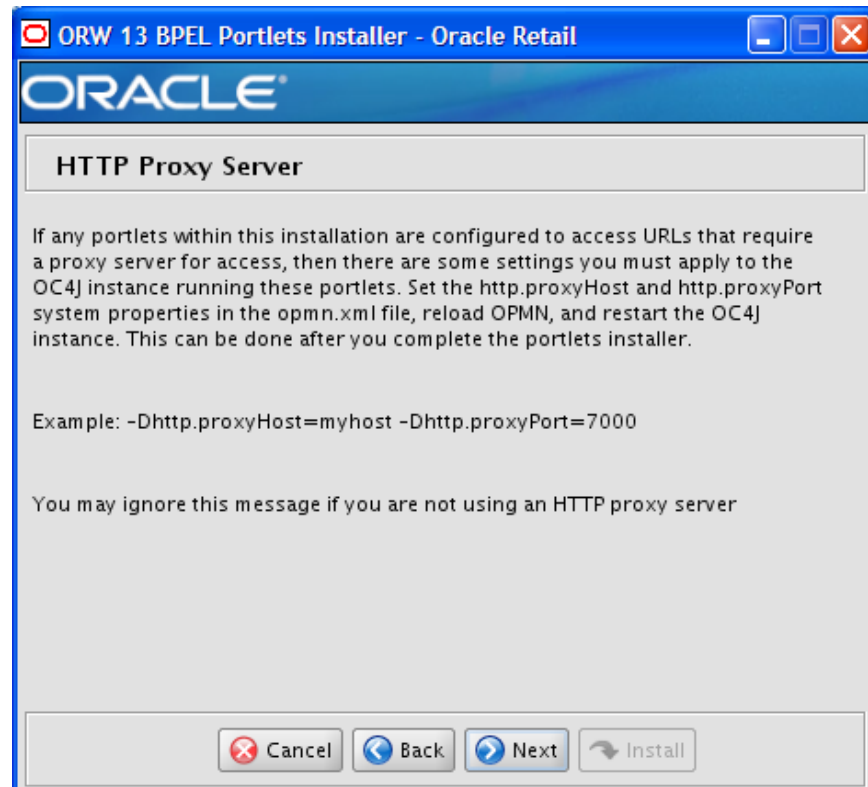 ORW 13 BPEL Portlets Installer - Oracle Retail
ORACLE®
HTTP Proxy Server
If any portlets within this installation are configured to access URLs that require
a proxy server for access, then there are some settings you must apply to the
OC4J instance running these portlets. Set the http.proxyHost and http.proxyPort
system properties in the opmn.xml file, reload OPMN, and restart the OC4J
instance. This can be done after you complete the portlets installer.
Example: -Dhttp.proxyHost=myhost -Dhttp.proxyPort=7000
You may ignore this message if you are not using an HTTP proxy server
Cancel Back Next Install